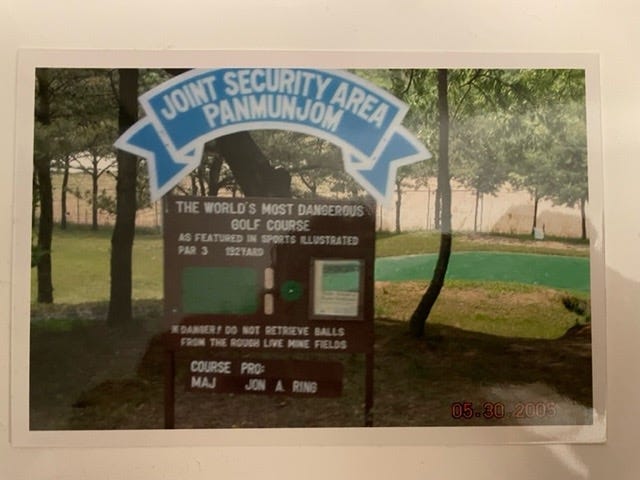 JOINT SECURITY AREA
PANMUNJOM
THE WORLD'S MOST DANGEROUS
GOLF COURSE
AS FEATURED IN SPORTS ILLUSTRATED
PAR 3 192YARD
DANGER! DO NOT RETRIEVE BALLS
FROM THE ROUGH LIVE MINE FIELDS
COURSE PRO:
MAJ JON A. RING
05.30.2005